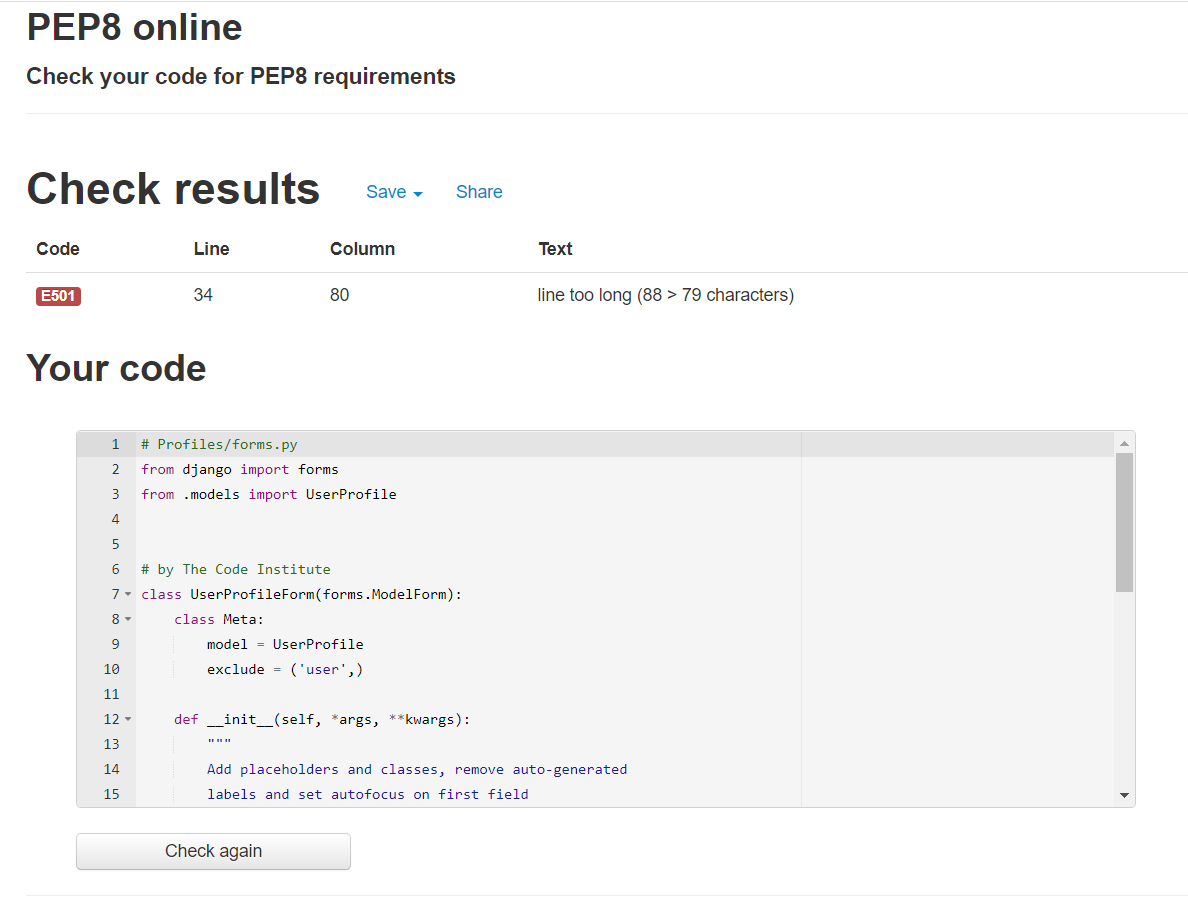 PEP8 online
Check your code for PEP8 requirements
Check results Save Share
Code Line Column Text
E501 34 80 line too long (88 > 79 characters)
Your code
1 # Profiles/forms.py
2 from django import forms
3 from .models import UserProfile
4
5
6 # by The Code Institute
7 class UserProfileForm(forms.ModelForm):
8     class Meta:
9         model = UserProfile
10         exclude = ('user',)
11
12     def __init__(self, *args, **kwargs):
13         """
14         Add placeholders and classes, remove auto-generated
15         labels and set autofocus on first field
Check again